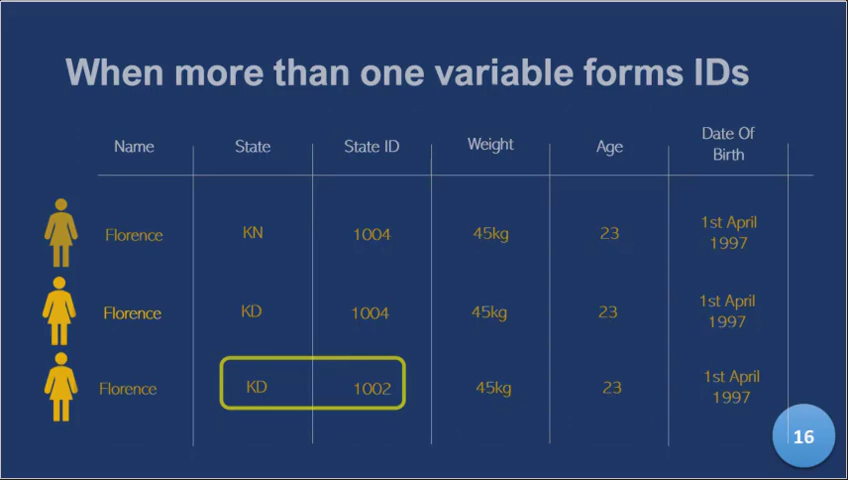 When more than one variable forms IDs
Name State State ID Weight Age Date Of
Birth
Florence KN 1004 45kg 23 1st April
1997
Florence KD 1004 45kg 23 1st April
1997
Florence KD 1002 45kg 23 1st April
1997
16